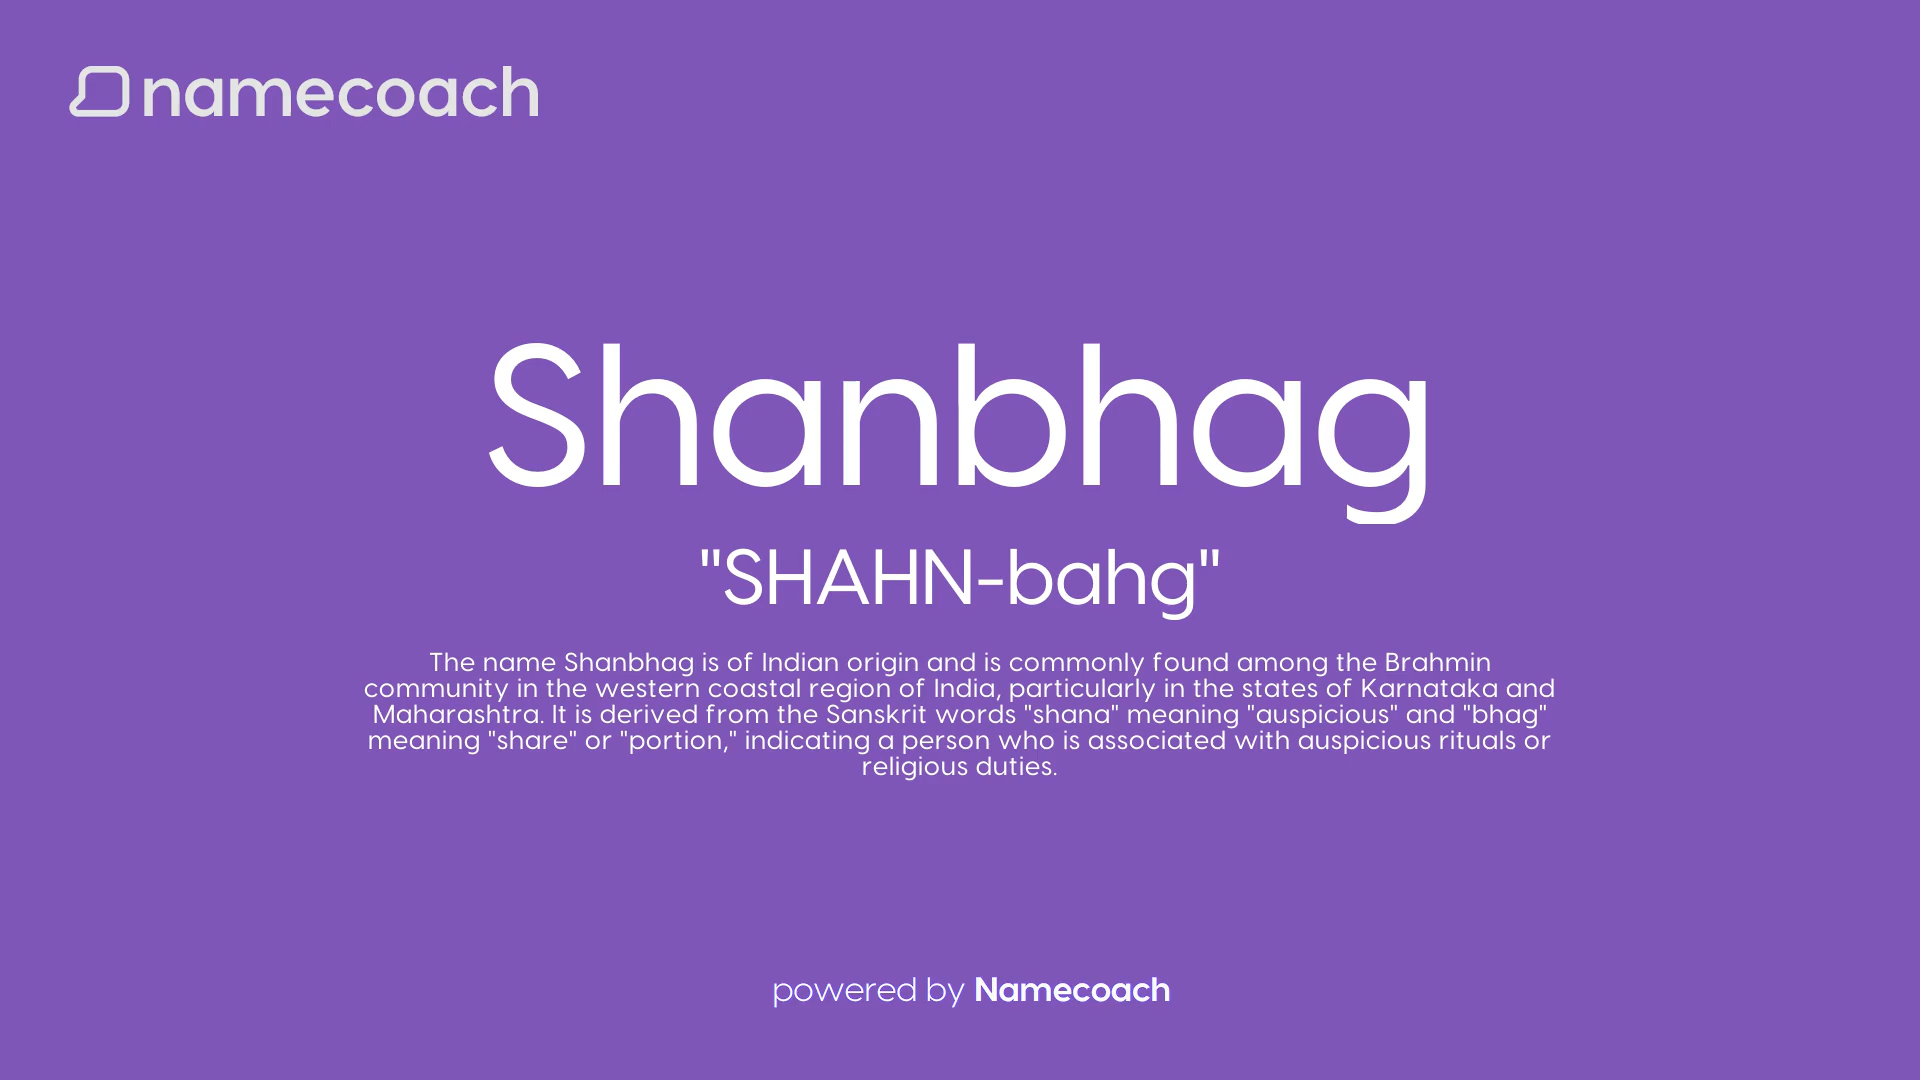 namecoach
Shanbhag
"SHAHN-bahg"
The name Shanbhag is of Indian origin and is commonly found among the Brahmin
community in the western coastal region of India, particularly in the states of Karnataka and
Maharashtra. It is derived from the Sanskrit words "shana" meaning "auspicious" and "bhag"
meaning "share" or "portion," indicating a person who is associated with auspicious rituals or
religious duties.
powered by Namecoach